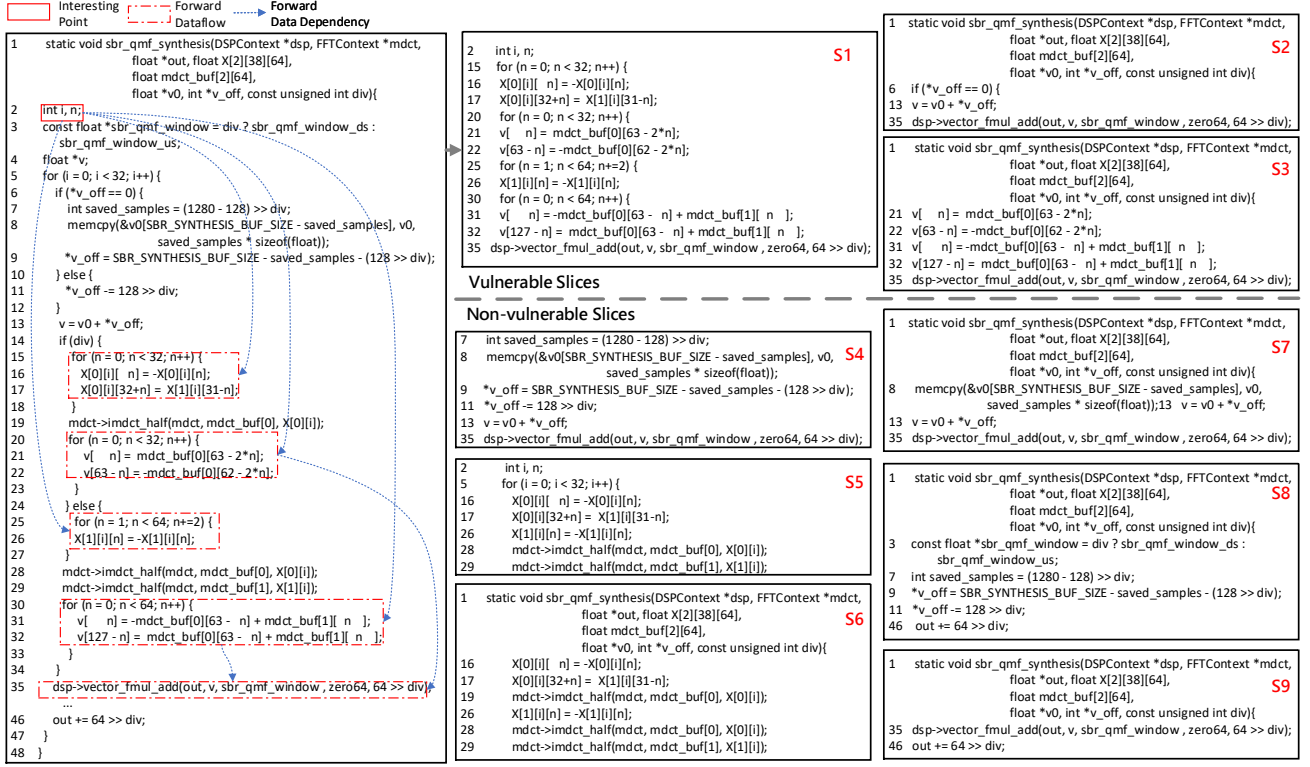 Interesting
Point
Forward
Dataflow
Forward
Data Dependency
1 static void sbr_qmf_synthesis(DSPContext *dsp, FFTContext *mdct,
float *out, float X[2][38][64],
float mdct_buf[2][64],
float *v0, int *v_off, const unsigned int div){
2 int i, n;
3 const float *sbr_qmf_window = div ? sbr_qmf_window_ds :
sbr_qmf_window_us;
4 float *v;
5 for (i = 0; i < 32; i++) {
6 if (*v_off == 0) {
7 int saved_samples = (1280 - 128) >> div;
8 memcpy(&v0[SBR_SYNTHESIS_BUF_SIZE - saved_samples], v0,
saved_samples * sizeof(float));
9 *v_off = SBR_SYNTHESIS_BUF_SIZE - saved_samples - (128 >> div);
10 } else {
11 *v_off -= 128 >> div;
12 }
13 v = v0 + *v_off;
14 if (div) {
15 for (n = 0; n < 32; n++) {
16 X[0][i][ n] = -X[0][i][n];
17 X[0][i][32+n] = X[1][i][31-n];
18 }
19 mdct->imdct_half(mdct, mdct_buf[0], X[0][i]);
20 for (n = 0; n < 32; n++) {
21 v[ n] = mdct_buf[0][63 - 2*n];
22 v[63 - n] = -mdct_buf[0][62 - 2*n];
23 }
24 } else {
25 for (n = 1; n < 64; n+=2) {
26 X[1][i][n] = -X[1][i][n];
27 }
28 mdct->imdct_half(mdct, mdct_buf[0], X[0][i]);
29 mdct->imdct_half(mdct, mdct_buf[1], X[1][i]);
30 for (n = 0; n < 64; n++) {
31 v[ n] = -mdct_buf[0][63 - n] + mdct_buf[1][ n ];
32 v[127 - n] = mdct_buf[0][63 - n] + mdct_buf[1][ n ];
33 }
34 }
35 dsp->vector_fmul_add(out, v, sbr_qmf_window , zero64, 64 >> div);
...
46 out += 64 >> div;
47 }
48 }
S1
2 int i, n;
15 for (n = 0; n < 32; n++) {
16 X[0][i][ n] = -X[0][i][n];
17 X[0][i][32+n] = X[1][i][31-n];
20 for (n = 0; n < 32; n++) {
21 v[ n] = mdct_buf[0][63 - 2*n];
22 v[63 - n] = -mdct_buf[0][62 - 2*n];
25 for (n = 1; n < 64; n+=2) {
26 X[1][i][n] = -X[1][i][n];
30 for (n = 0; n < 64; n++) {
31 v[ n] = -mdct_buf[0][63 - n] + mdct_buf[1][ n ];
32 v[127 - n] = mdct_buf[0][63 - n] + mdct_buf[1][ n ];
35 dsp->vector_fmul_add(out, v, sbr_qmf_window , zero64, 64 >> div);
1 static void sbr_qmf_synthesis(DSPContext *dsp, FFTContext *mdct,
float *out, float X[2][38][64],
S2
float mdct_buf[2][64],
float *v0, int *v_off, const unsigned int div){
6 if (*v_off == 0) {
13 v = v0 + *v_off;
35 dsp->vector_fmul_add(out, v, sbr_qmf_window , zero64, 64 >> div);
1 static void sbr_qmf_synthesis(DSPContext *dsp, FFTContext *mdct,
float *out, float X[2][38][64],
S3
float mdct_buf[2][64],
float *v0, int *v_off, const unsigned int div){
21 v[ n] = mdct_buf[0][63 - 2*n];
22 v[63 - n] = -mdct_buf[0][62 - 2*n];
31 v[ n] = -mdct_buf[0][63 - n] + mdct_buf[1][ n ];
32 v[127 - n] = mdct_buf[0][63 - n] + mdct_buf[1][ n ];
35 dsp->vector_fmul_add(out, v, sbr_qmf_window , zero64, 64 >> div);
Vulnerable Slices
Non-vulnerable Slices
7 int saved_samples = (1280 - 128) >> div;
S4
8 memcpy(&v0[SBR_SYNTHESIS_BUF_SIZE - saved_samples], v0,
saved_samples * sizeof(float));
9 *v_off = SBR_SYNTHESIS_BUF_SIZE - saved_samples - (128 >> div);
11 *v_off -= 128 >> div;
13 v = v0 + *v_off;
35 dsp->vector_fmul_add(out, v, sbr_qmf_window , zero64, 64 >> div);
2 int i, n;
S5
5 for (i = 0; i < 32; i++) {
16 X[0][i][ n] = -X[0][i][n];
17 X[0][i][32+n] = X[1][i][31-n];
26 X[1][i][n] = -X[1][i][n];
28 mdct->imdct_half(mdct, mdct_buf[0], X[0][i]);
29 mdct->imdct_half(mdct, mdct_buf[1], X[1][i]);
1 static void sbr_qmf_synthesis(DSPContext *dsp, FFTContext *mdct,
float *out, float X[2][38][64],
S6
float mdct_buf[2][64],
float *v0, int *v_off, const unsigned int div){
16 X[0][i][ n] = -X[0][i][n];
17 X[0][i][32+n] = X[1][i][31-n];
19 mdct->imdct_half(mdct, mdct_buf[0], X[0][i]);
26 X[1][i][n] = -X[1][i][n];
28 mdct->imdct_half(mdct, mdct_buf[0], X[0][i]);
29 mdct->imdct_half(mdct, mdct_buf[1], X[1][i]);
1 static void sbr_qmf_synthesis(DSPContext *dsp, FFTContext *mdct,
float *out, float X[2][38][64],
S7
float mdct_buf[2][64],
float *v0, int *v_off, const unsigned int div){
8 memcpy(&v0[SBR_SYNTHESIS_BUF_SIZE - saved_samples], v0,
saved_samples * sizeof(float));13 v = v0 + *v_off;
13 v = v0 + *v_off;
35 dsp->vector_fmul_add(out, v, sbr_qmf_window , zero64, 64 >> div);
1 static void sbr_qmf_synthesis(DSPContext *dsp, FFTContext *mdct,
S8
float *out, float X[2][38][64],
float mdct_buf[2][64],
float *v0, int *v_off, const unsigned int div){
3 const float *sbr_qmf_window = div ? sbr_qmf_window_ds :
sbr_qmf_window_us;
7 int saved_samples = (1280 - 128) >> div;
9 *v_off = SBR_SYNTHESIS_BUF_SIZE - saved_samples - (128 >> div);
11 *v_off -= 128 >> div;
46 out += 64 >> div;
1 static void sbr_qmf_synthesis(DSPContext *dsp, FFTContext *mdct,
float *out, float X[2][38][64],
S9
float mdct_buf[2][64],
float *v0, int *v_off, const unsigned int div){
35 dsp->vector_fmul_add(out, v, sbr_qmf_window , zero64, 64 >> div);
46 out += 64 >> div;